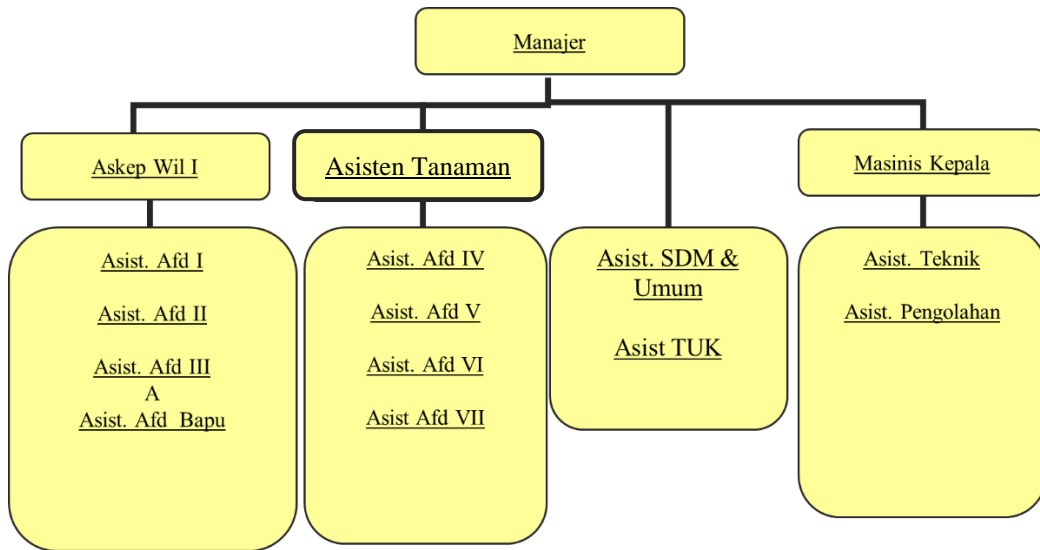 Manajer
Askep Wil I
Asisten Tanaman
Masinis Kepala
Asist. Afd I
Asist. Afd II
Asist. Afd III
A
Asist. Afd Bapu
Asist. Afd IV
Asist. Afd V
Asist. Afd VI
Asist Afd VII
Asist. SDM &
Umum
Asist TUK
Asist. Teknik
Asist. Pengolahan